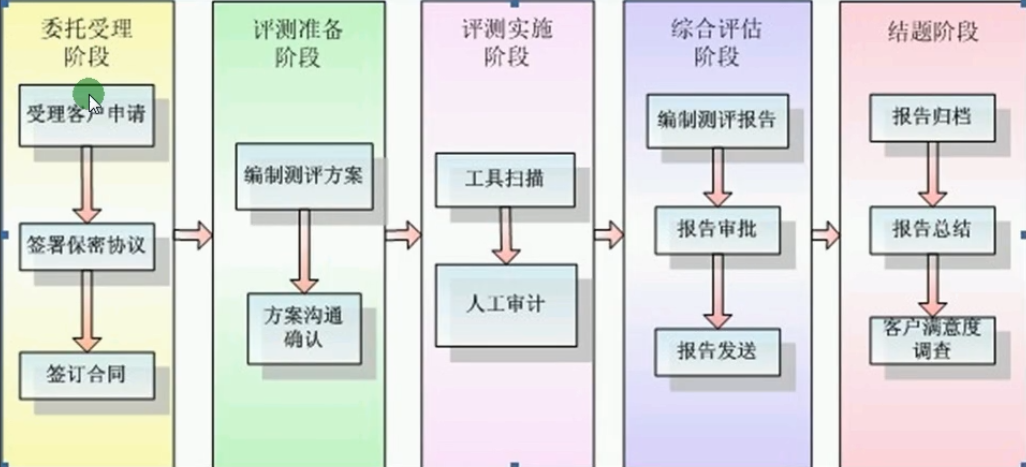 委托受理
阶段
受理客户申请
签署保密协议
签订合同
评测准备
阶段
编制测评方案
方案沟通
确认
评测实施
阶段
工具扫描
人工审计
综合评估
阶段
编制测评报告
报告审批
报告发送
结题阶段
报告归档
报告总结
客户满意度
调查